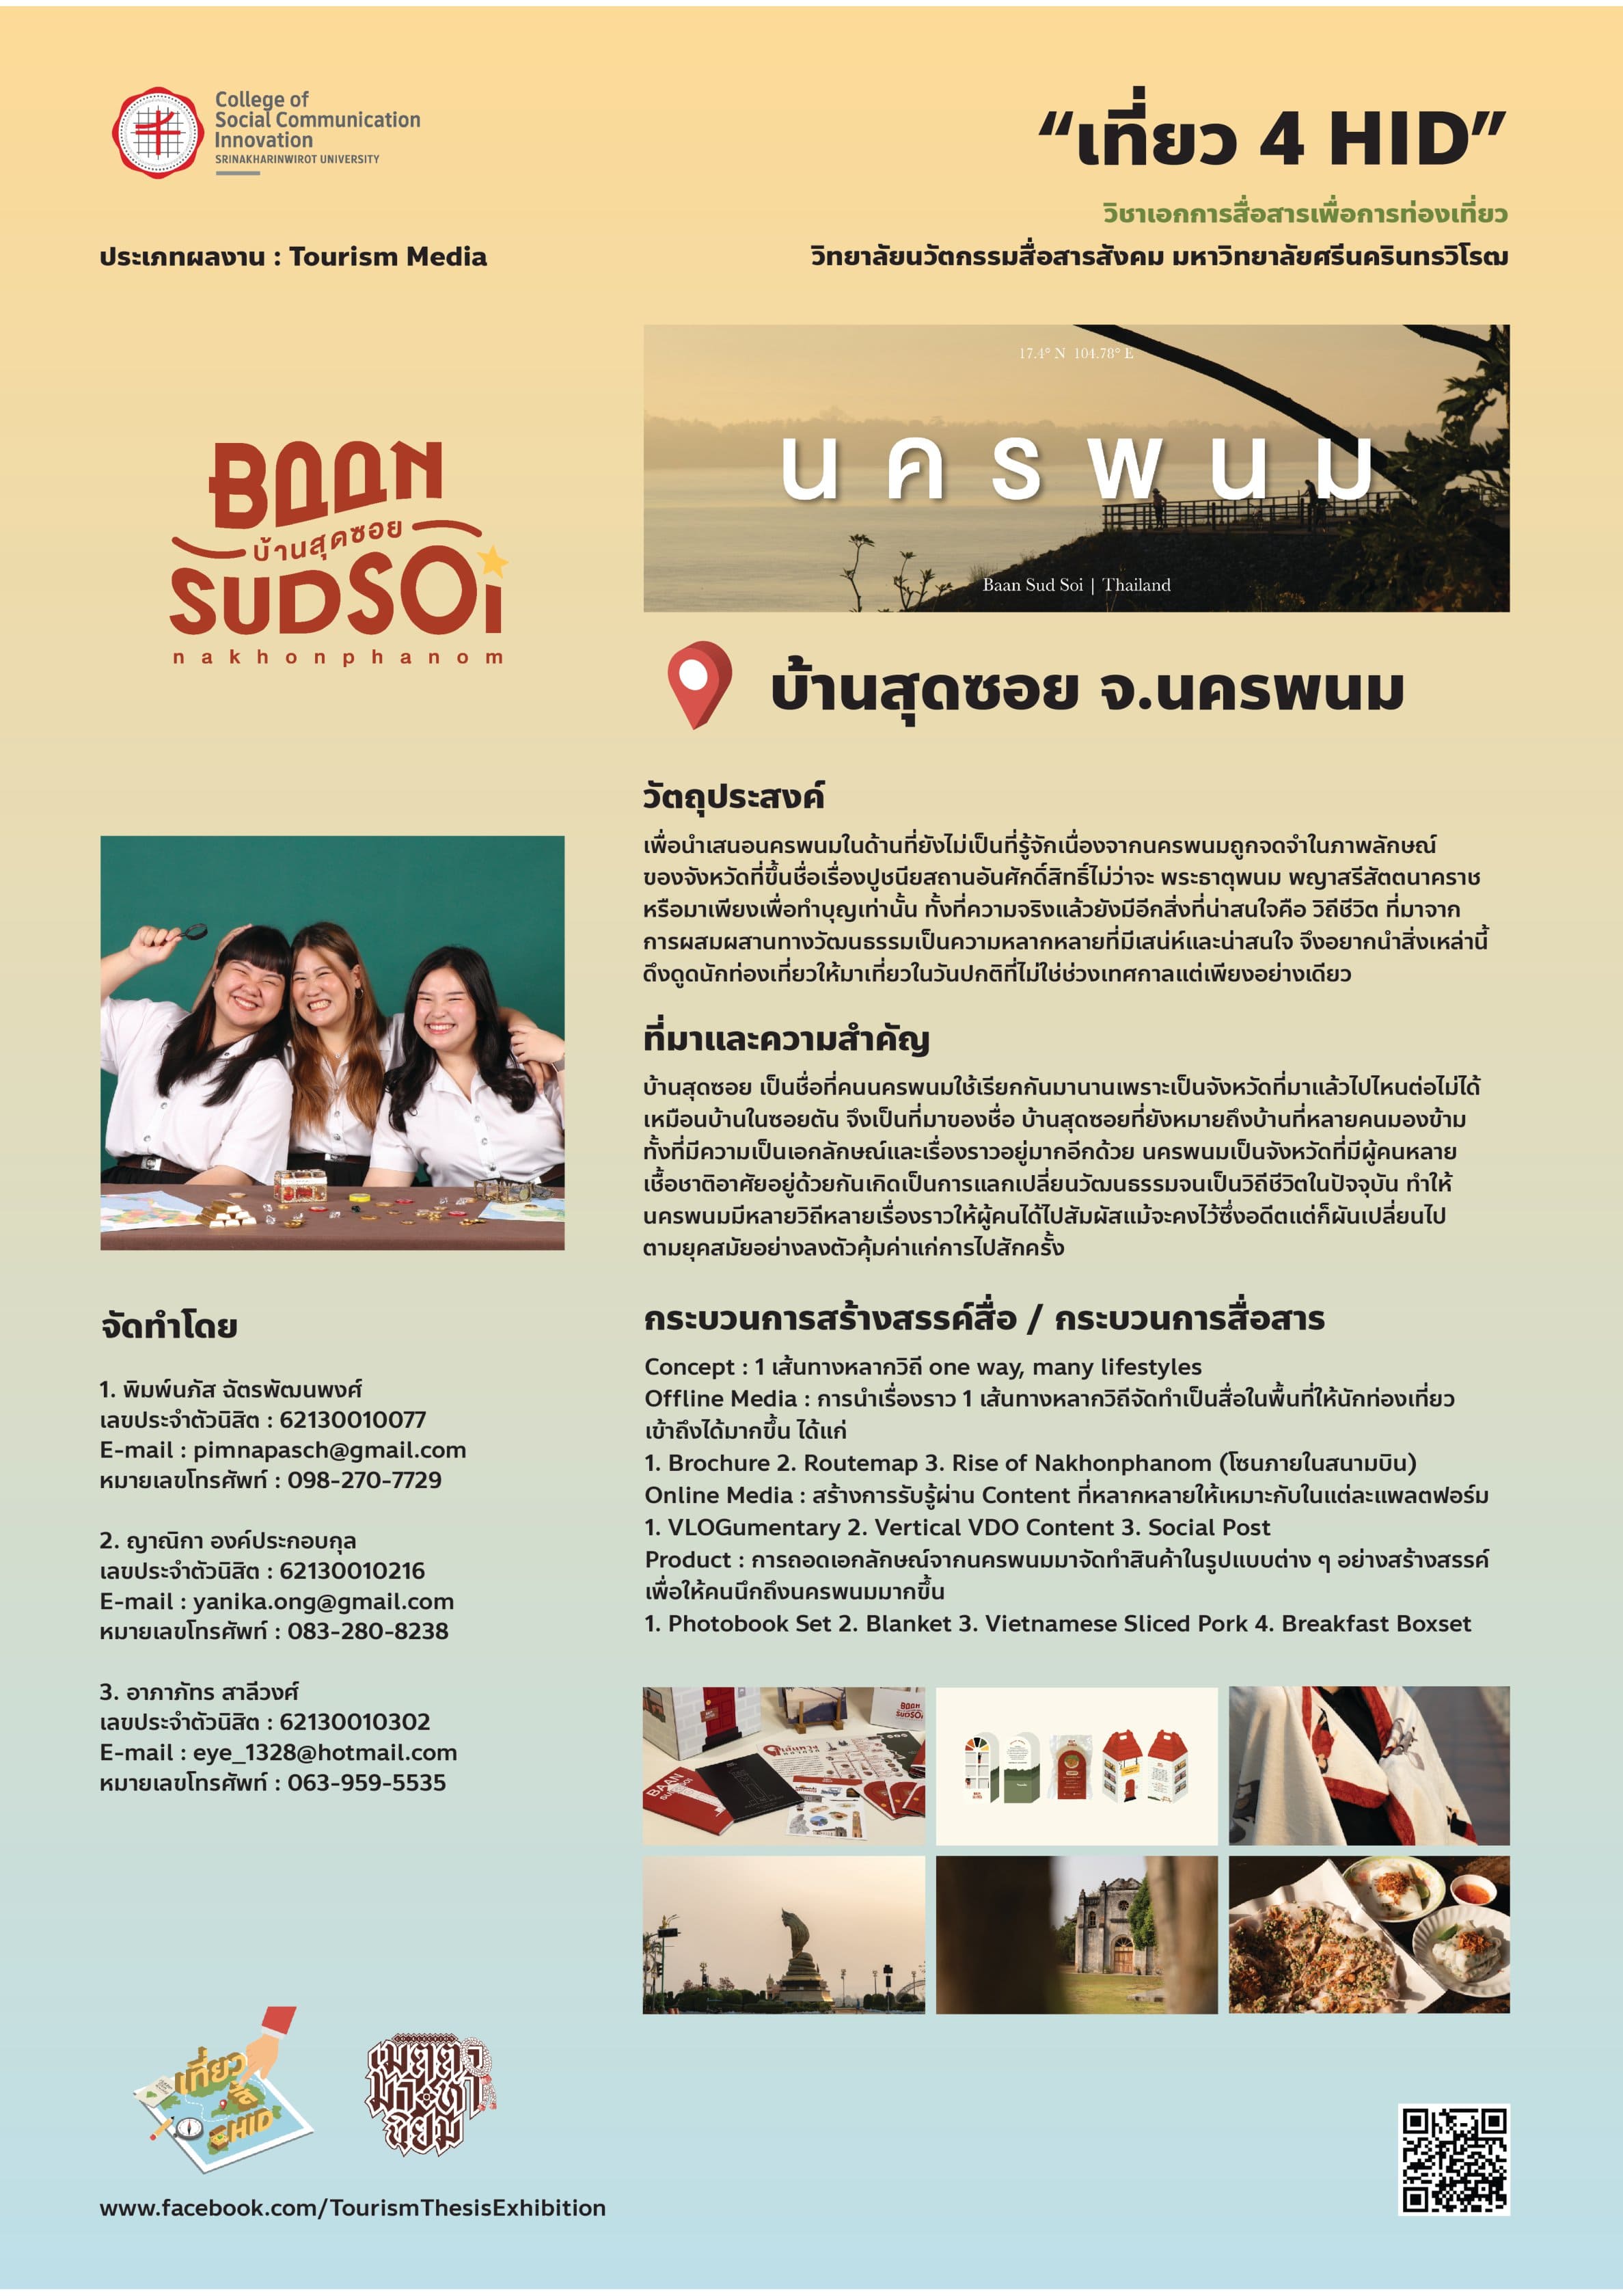 College of
Social Communication
Innovation
SRINAKHARINWIROT UNIVERSITY
“เที่ยว 4 HID”
วิชาเอกการสื่อสารเพื่อการท่องเที่ยว
ประเภทผลงาน : Tourism Media
วิทยาลัยนวัตกรรมสื่อสารสังคม มหาวิทยาลัยศรีนครินทรวิโรฒ
BAAN
บ้านสุดซอย
SUDSOi
nakhonphanom
17.4° N 104.78° E
นครพนม
Baan Sud Soi | Thailand
บ้านสุดซอย จ.นครพนม
วัตถุประสงค์
เพื่อนำเสนอนครพนมในด้านที่ยังไม่เป็นที่รู้จักเนื่องจากนครพนมถูกจดจำในภาพลักษณ์
ของจังหวัดที่ขึ้นชื่อเรื่องปูชนียสถานอันศักดิ์สิทธิ์ไม่ว่าจะ พระธาตุพนม พญาสรีสัตตนาคราช
หรือมาเพียงเพื่อทำบุญเท่านั้น ทั้งที่ความจริงแล้วยังมีอีกสิ่งที่น่าสนใจคือ วิถีชีวิต ที่มาจาก
การผสมผสานทางวัฒนธรรมเป็นความหลากหลายที่มีเสน่ห์และน่าสนใจ จึงอยากนำสิ่งเหล่านี้
ดึงดูดนักท่องเที่ยวให้มาเที่ยวในวันปกติที่ไม่ใช่ช่วงเทศกาลแต่เพียงอย่างเดียว
ที่มาและความสำคัญ
บ้านสุดซอย เป็นชื่อที่คนนครพนมใช้เรียกกันมานานเพราะเป็นจังหวัดที่มาแล้วไปไหนต่อไม่ได้
เหมือนบ้านในซอยตัน จึงเป็นที่มาของชื่อ บ้านสุดซอยที่ยังหมายถึงบ้านที่หลายคนมองข้าม
ทั้งที่มีความเป็นเอกลักษณ์และเรื่องราวอยู่มากอีกด้วย นครพนมเป็นจังหวัดที่มีผู้คนหลาย
เชื้อชาติอาศัยอยู่ด้วยกันเกิดเป็นการแลกเปลี่ยนวัฒนธรรมจนเป็นวิถีชีวิตในปัจจุบัน ทำให้
นครพนมมีหลายวิถีหลายเรื่องราวให้ผู้คนได้ไปสัมผัสแม้จะคงไว้ซึ่งอดีตแต่ก็ผันเปลี่ยนไป
ตามยุคสมัยอย่างลงตัวคุ้มค่าแก่การไปสักครั้ง
กระบวนการสร้างสรรค์สื่อ / กระบวนการสื่อสาร
Concept : 1 เส้นทางหลากวิถี one way, many lifestyles
Offline Media : การนำเรื่องราว 1 เส้นทางหลากวิถีจัดทำเป็นสื่อในพื้นที่ให้นักท่องเที่ยว
เข้าถึงได้มากขึ้น ได้แก่
1. Brochure 2. Routemap 3. Rise of Nakhonphanom (โซนภายในสนามบิน)
Online Media : สร้างการรับรู้ผ่าน Content ที่หลากหลายให้เหมาะกับในแต่ละแพลตฟอร์ม
1. VLOGumentary 2. Vertical VDO Content 3. Social Post
Product : การถอดเอกลักษณ์จากนครพนมมาจัดทำสินค้าในรูปแบบต่าง ๆ อย่างสร้างสรรค์
เพื่อให้คนนึกถึงนครพนมมากขึ้น
1. Photobook Set 2. Blanket 3. Vietnamese Sliced Pork 4. Breakfast Boxset
จัดทำโดย
1. พิมพ์นภัส ฉัตรพัฒนพงศ์
เลขประจำตัวนิสิต : 62130010077
E-mail : pimnapasch@gmail.com
หมายเลขโทรศัพท์ : 098-270-7729
2. ญาณิกา องค์ประกอบกุล
เลขประจำตัวนิสิต : 62130010216
E-mail : yanika.ong@gmail.com
หมายเลขโทรศัพท์ : 083-280-8238
3. อาภาภัทร สาลีวงศ์
เลขประจำตัวนิสิต : 62130010302
E-mail : eye_1328@hotmail.com
หมายเลขโทรศัพท์ : 063-959-5535
BAAN
SUDSOi
BAAN
เที่ยว
4
HID
เมตตา
มหา
นิยม
www.facebook.com/TourismThesisExhibition